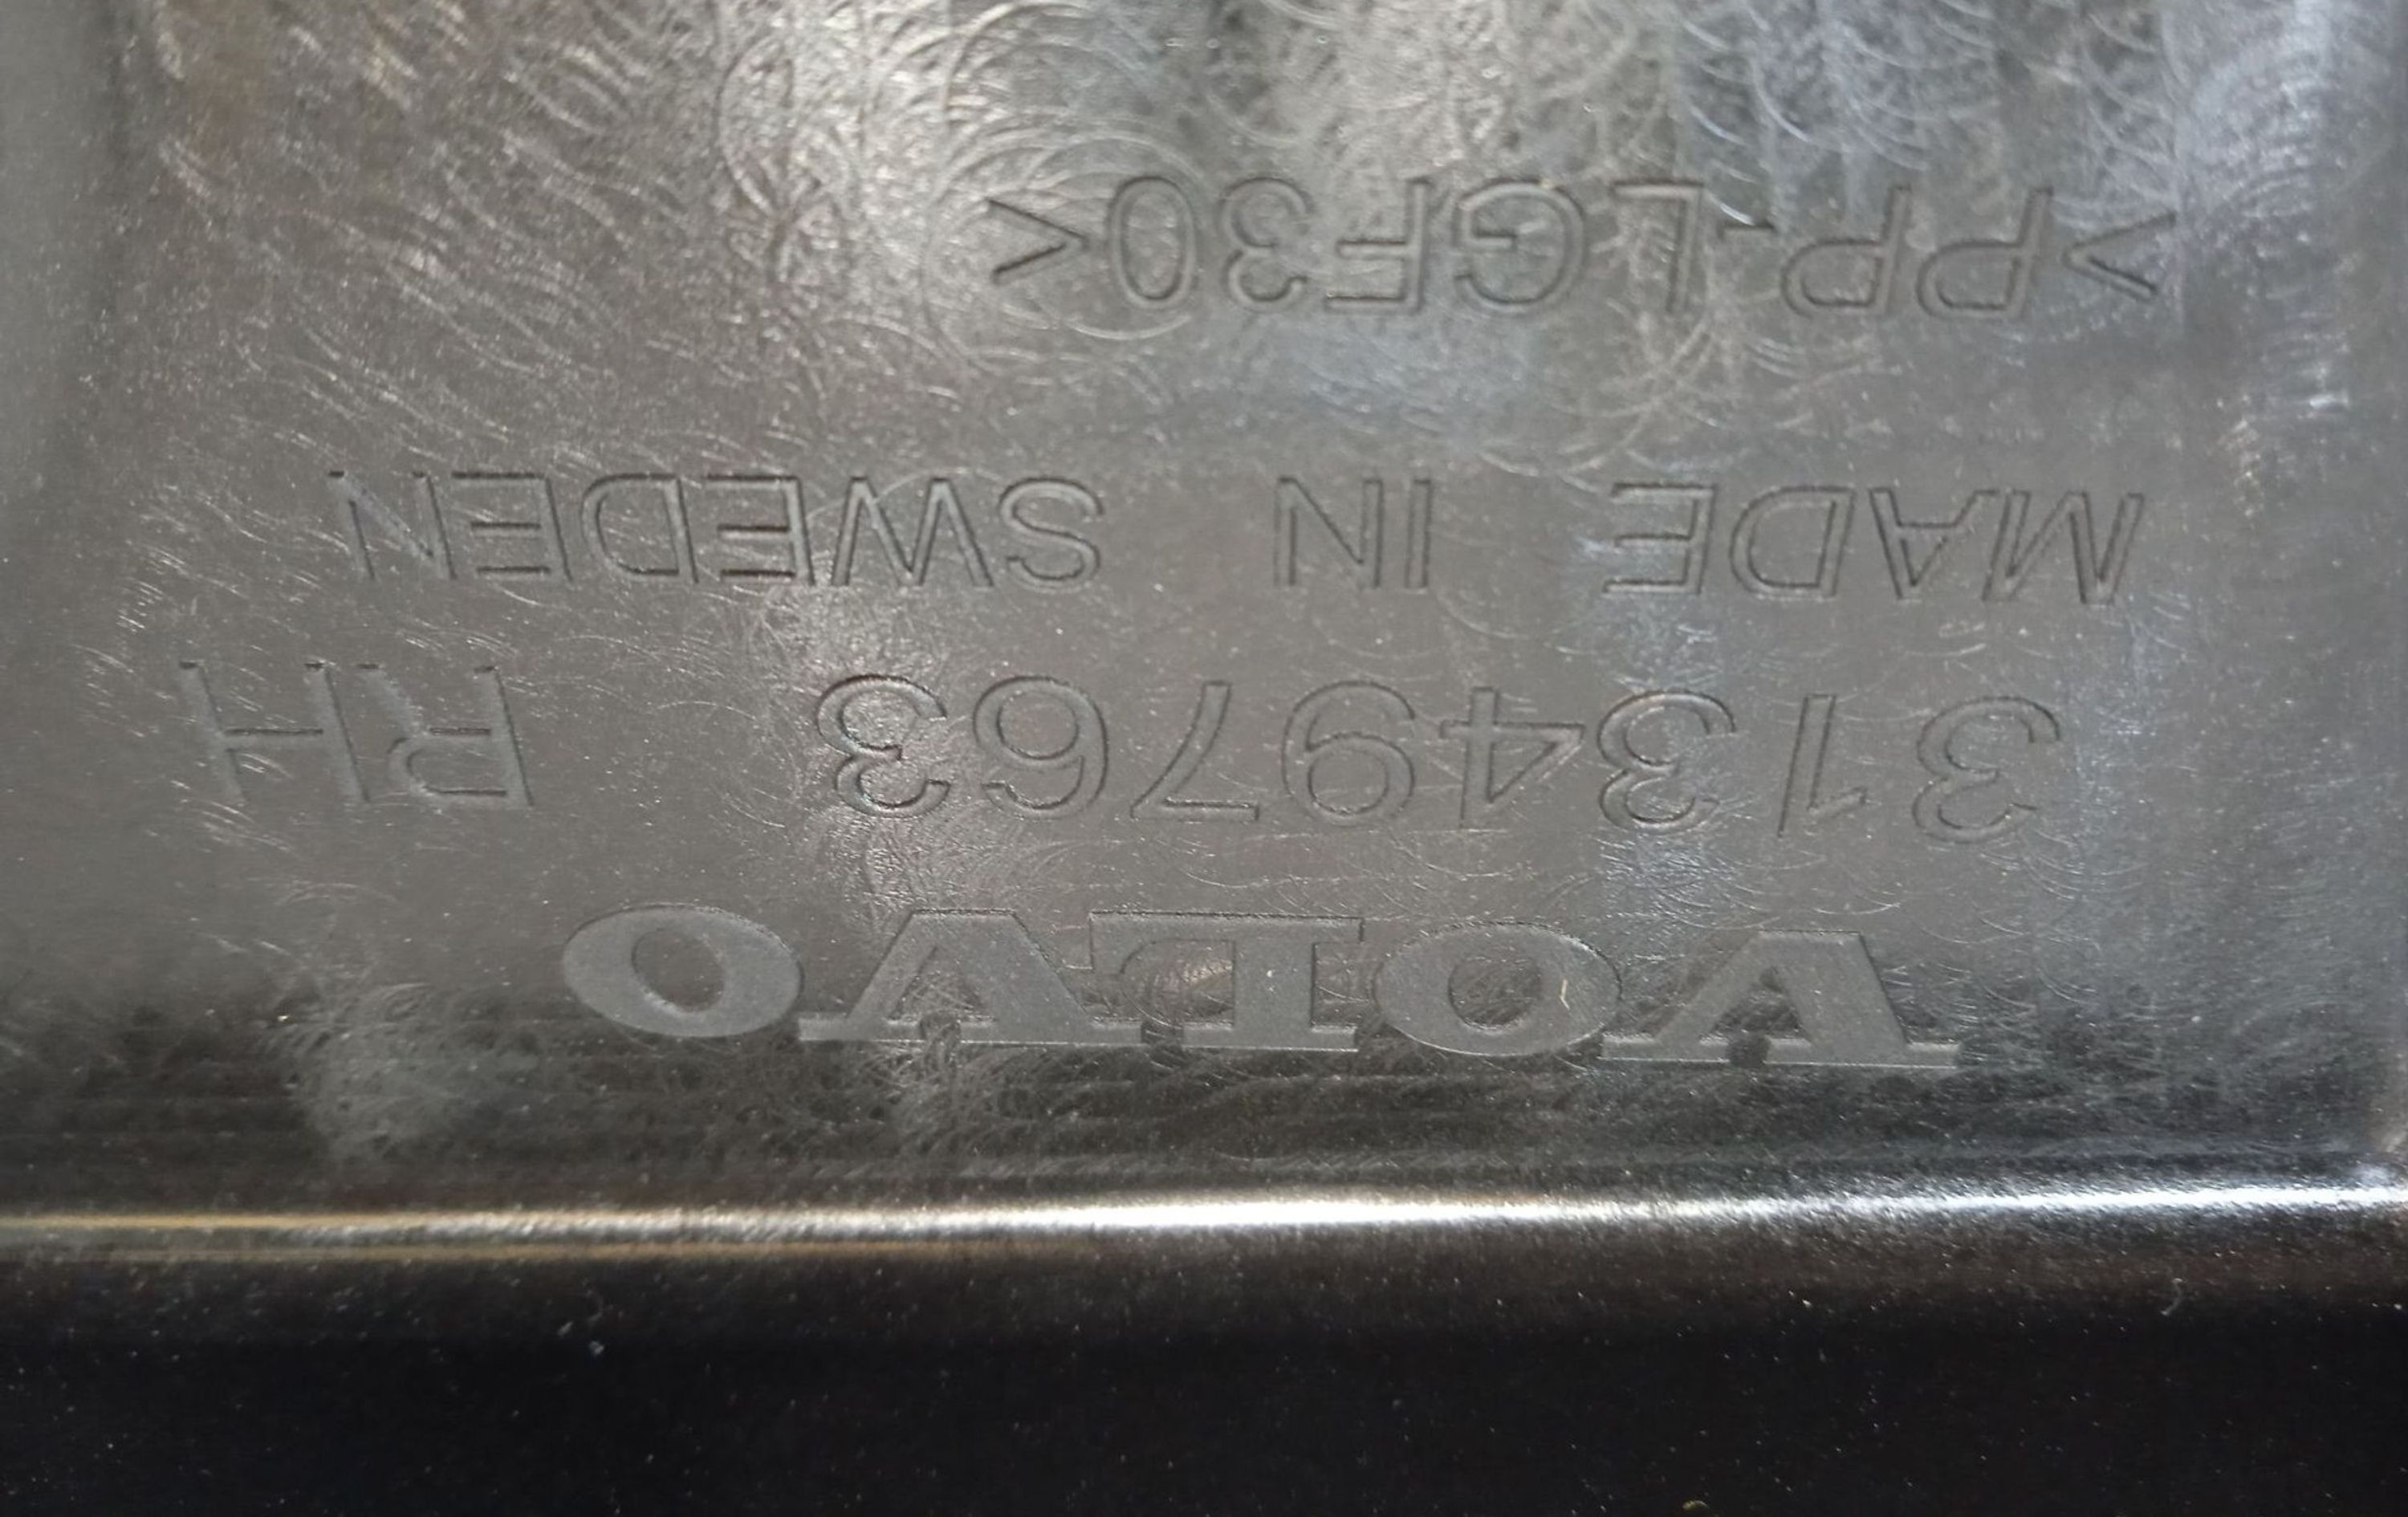 VOLVO
31349763 RH
MADE IN SWEDEN
>PP-LGF30<